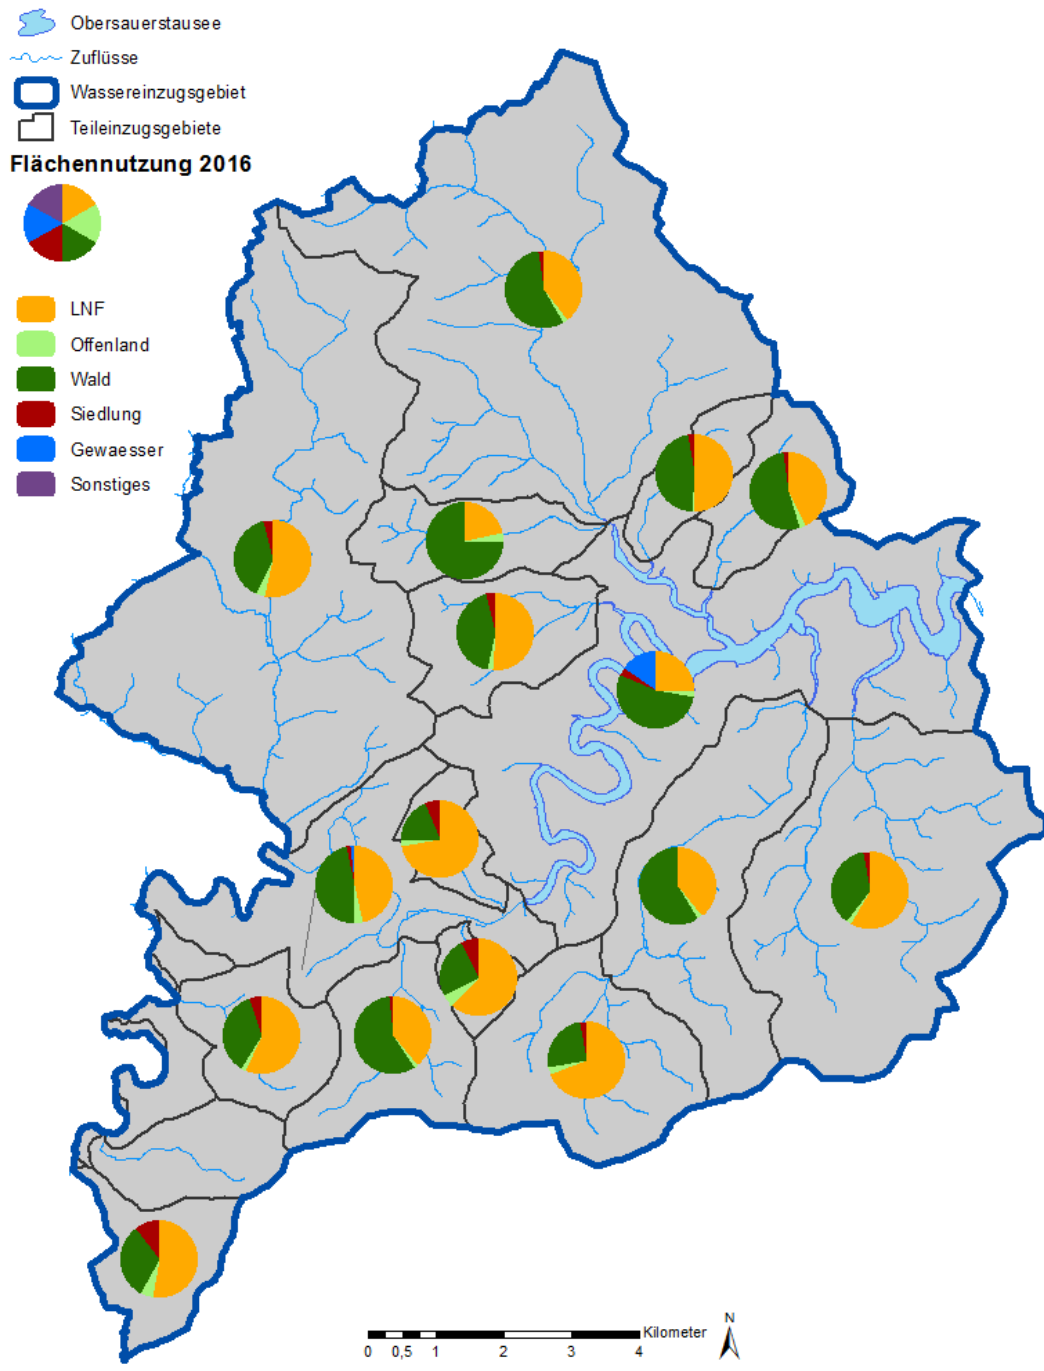 Obersauerstausee
Zuflüsse
Wassereinzugsgebiet
Teileinzugsgebiete
Flächennutzung 2016
LNF
Offenland
Wald
Siedlung
Gewaesser
Sonstiges
N
Kilometer
0 0,5 1 2 3 4